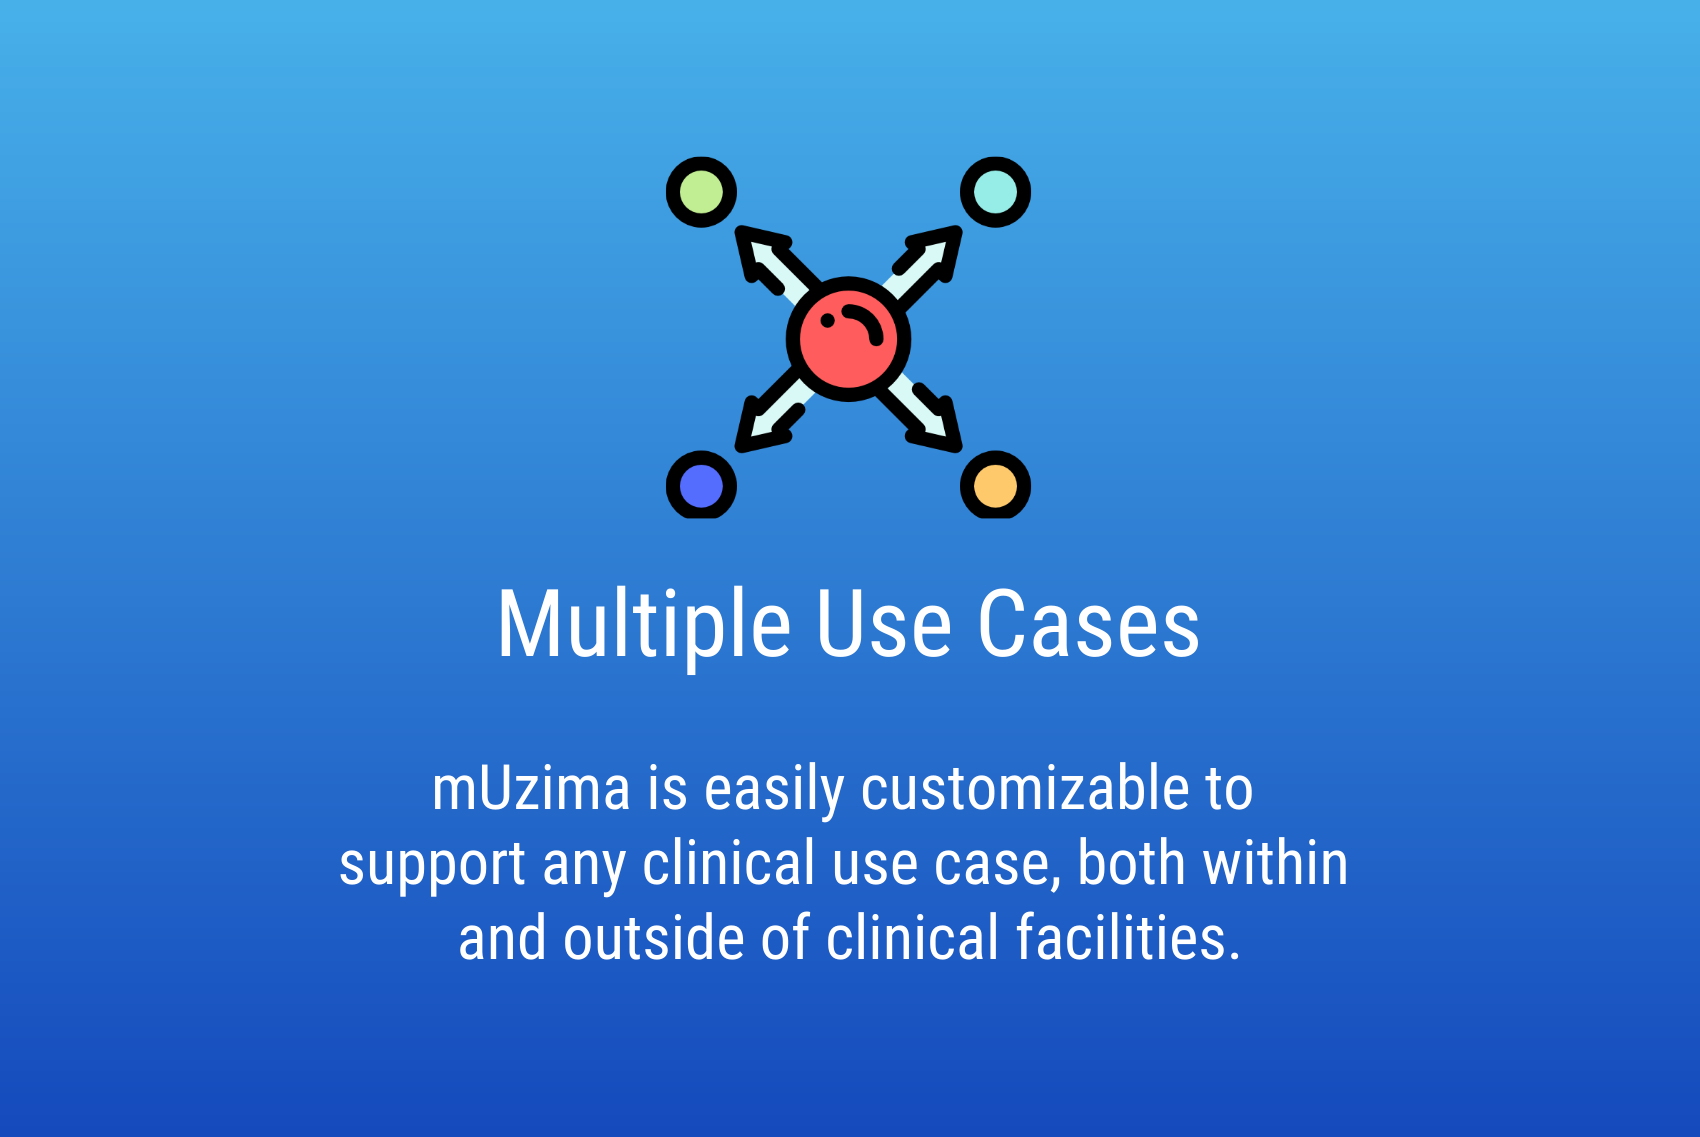 Multiple Use Cases
mUzima is easily customizable to
support any clinical use case, both within
and outside of clinical facilities.